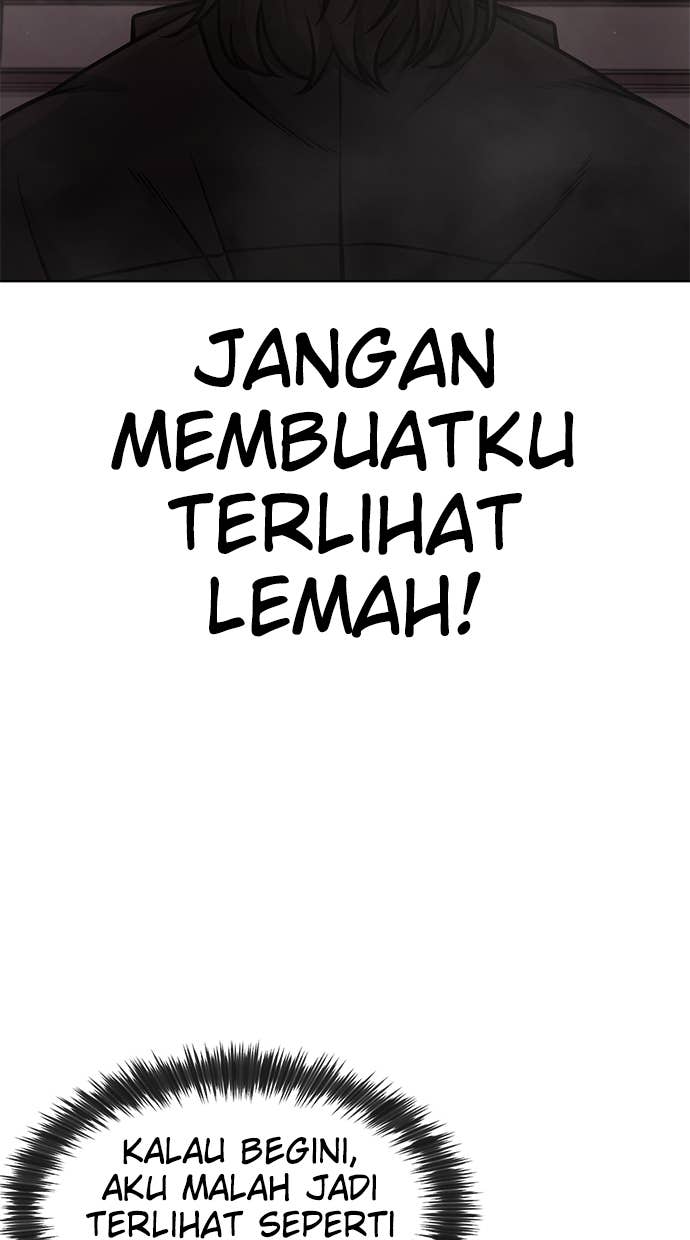 JANGAN
MEMBUATKU
TERLIHAT
LEMAH!
KALAU BEGINI,
AKU MALAH JADI
TERLIHAT SEPERTI